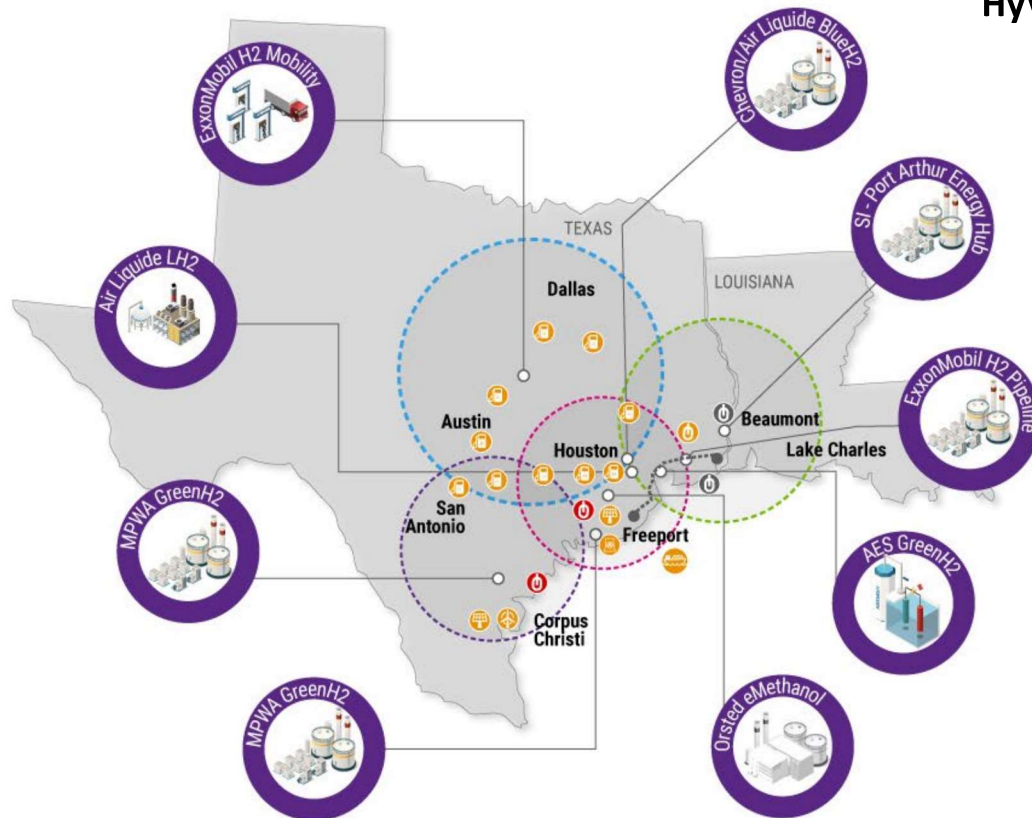 ExxonMobil H2 Mobility
Chevron/Air Liquide BlueH2
SI - Port Arthur Energy Hub
TEXAS
LOUISIANA
Air Liquide LH2
Dallas
ExxonMobil H2 Pipeline
Austin
Beaumont
Houston
Lake Charles
San
Antonio
MPWA GreenH2
Freeport
AES GreenH2
Corpus
Christi
MPWA GreenH2
Orsted eMethanol